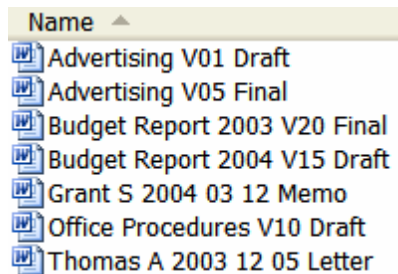 Name
Advertising V01 Draft
Advertising V05 Final
Budget Report 2003 V20 Final
Budget Report 2004 V15 Draft
Grant S 2004 03 12 Memo
Office Procedures V10 Draft
Thomas A 2003 12 05 Letter